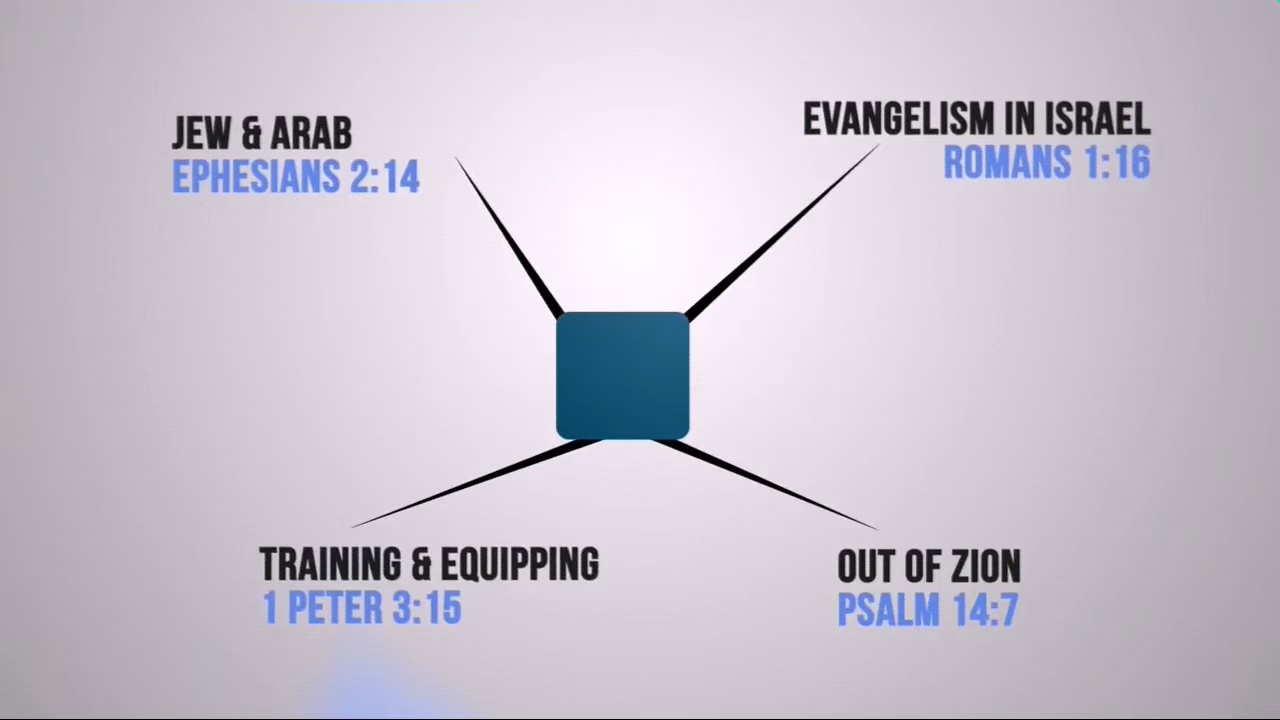 JEW & ARAB
EPHESIANS 2:14
EVANGELISM IN ISRAEL
ROMANS 1:16
TRAINING & EQUIPPING
1 PETER 3:15
OUT OF ZION
PSALM 14:7